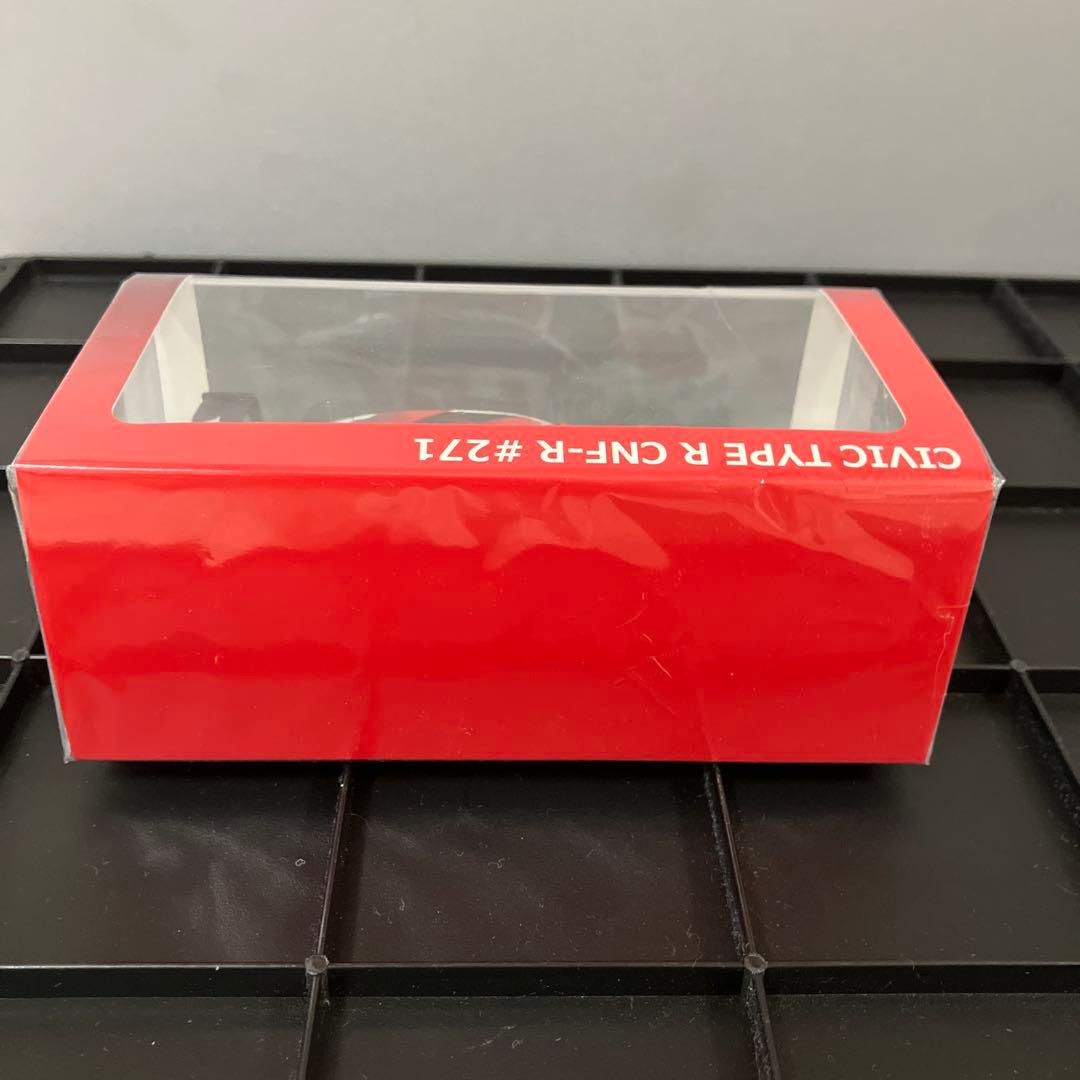 CIVIC TYPE R CNF-R #271